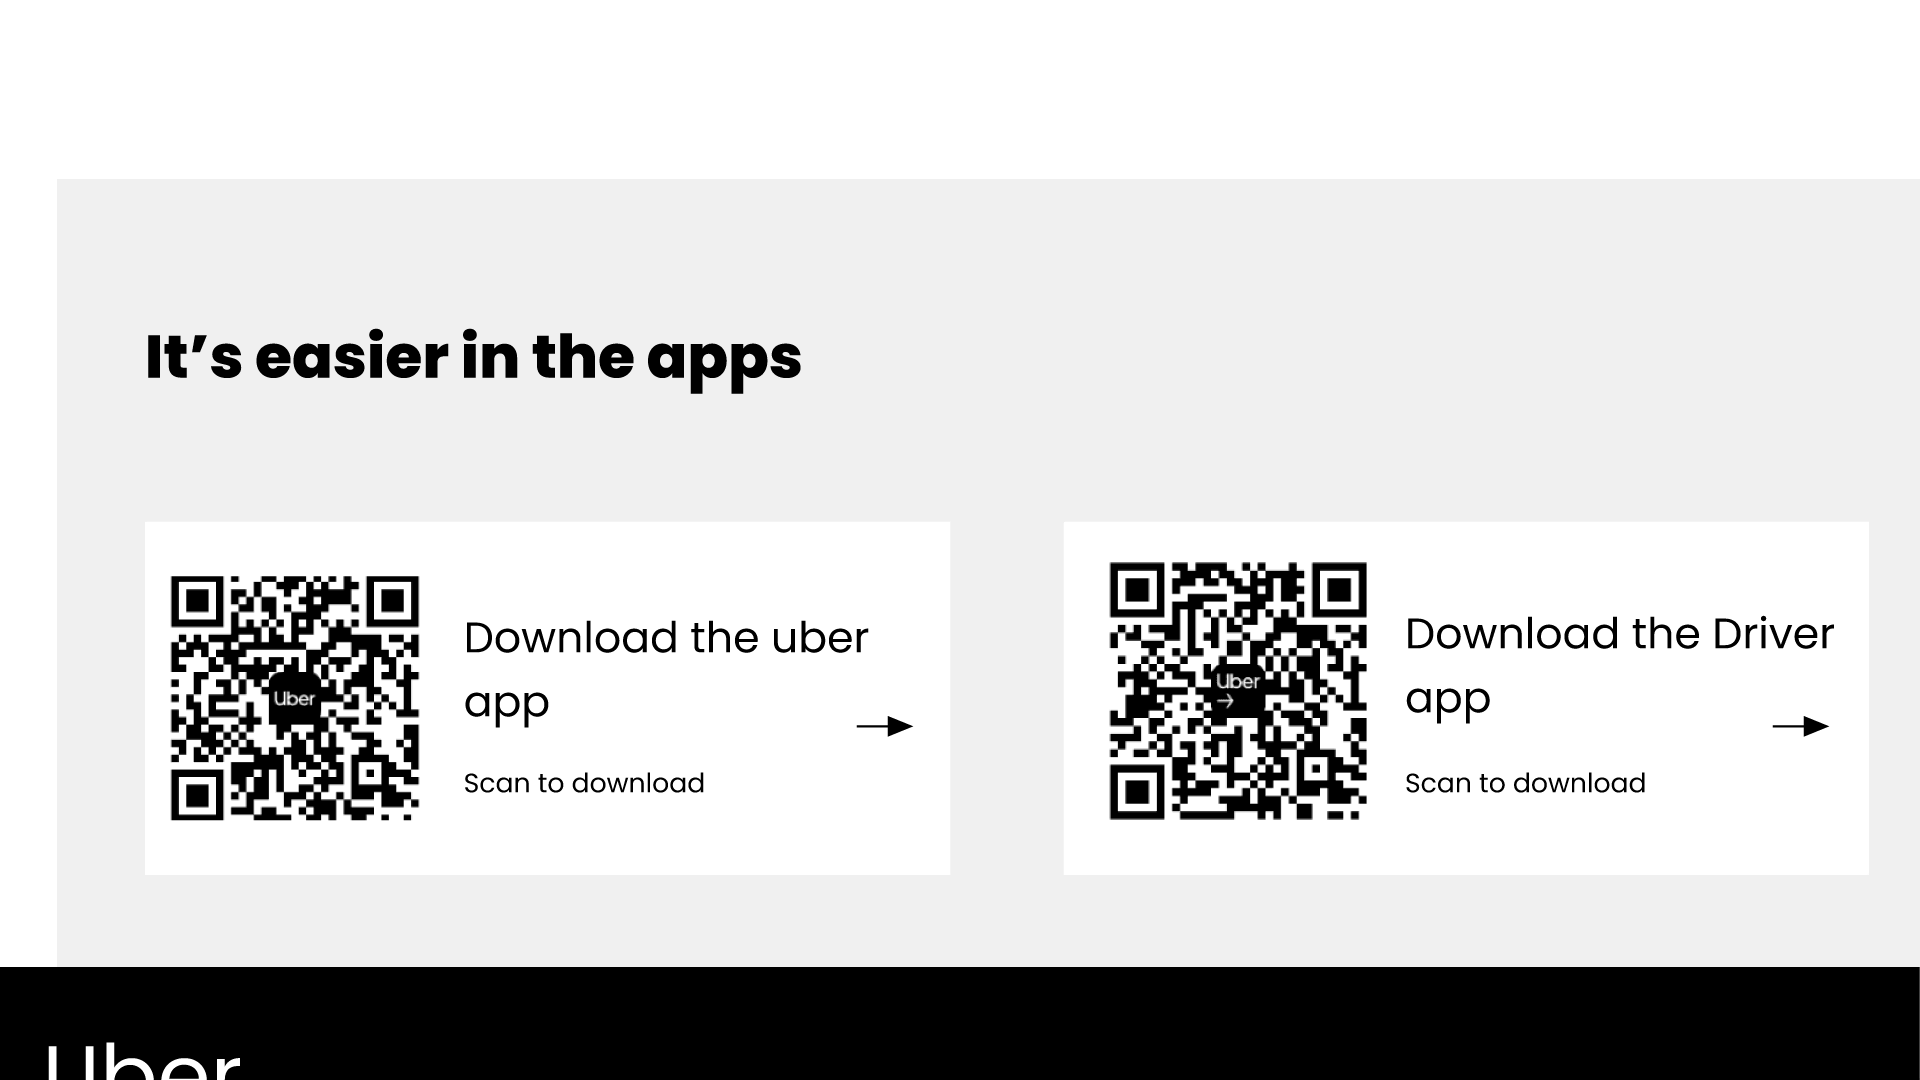 It’s easier in the apps
Uber
Download the uber
app
Scan to download
Uber
Download the Driver
app
Scan to download
Uber